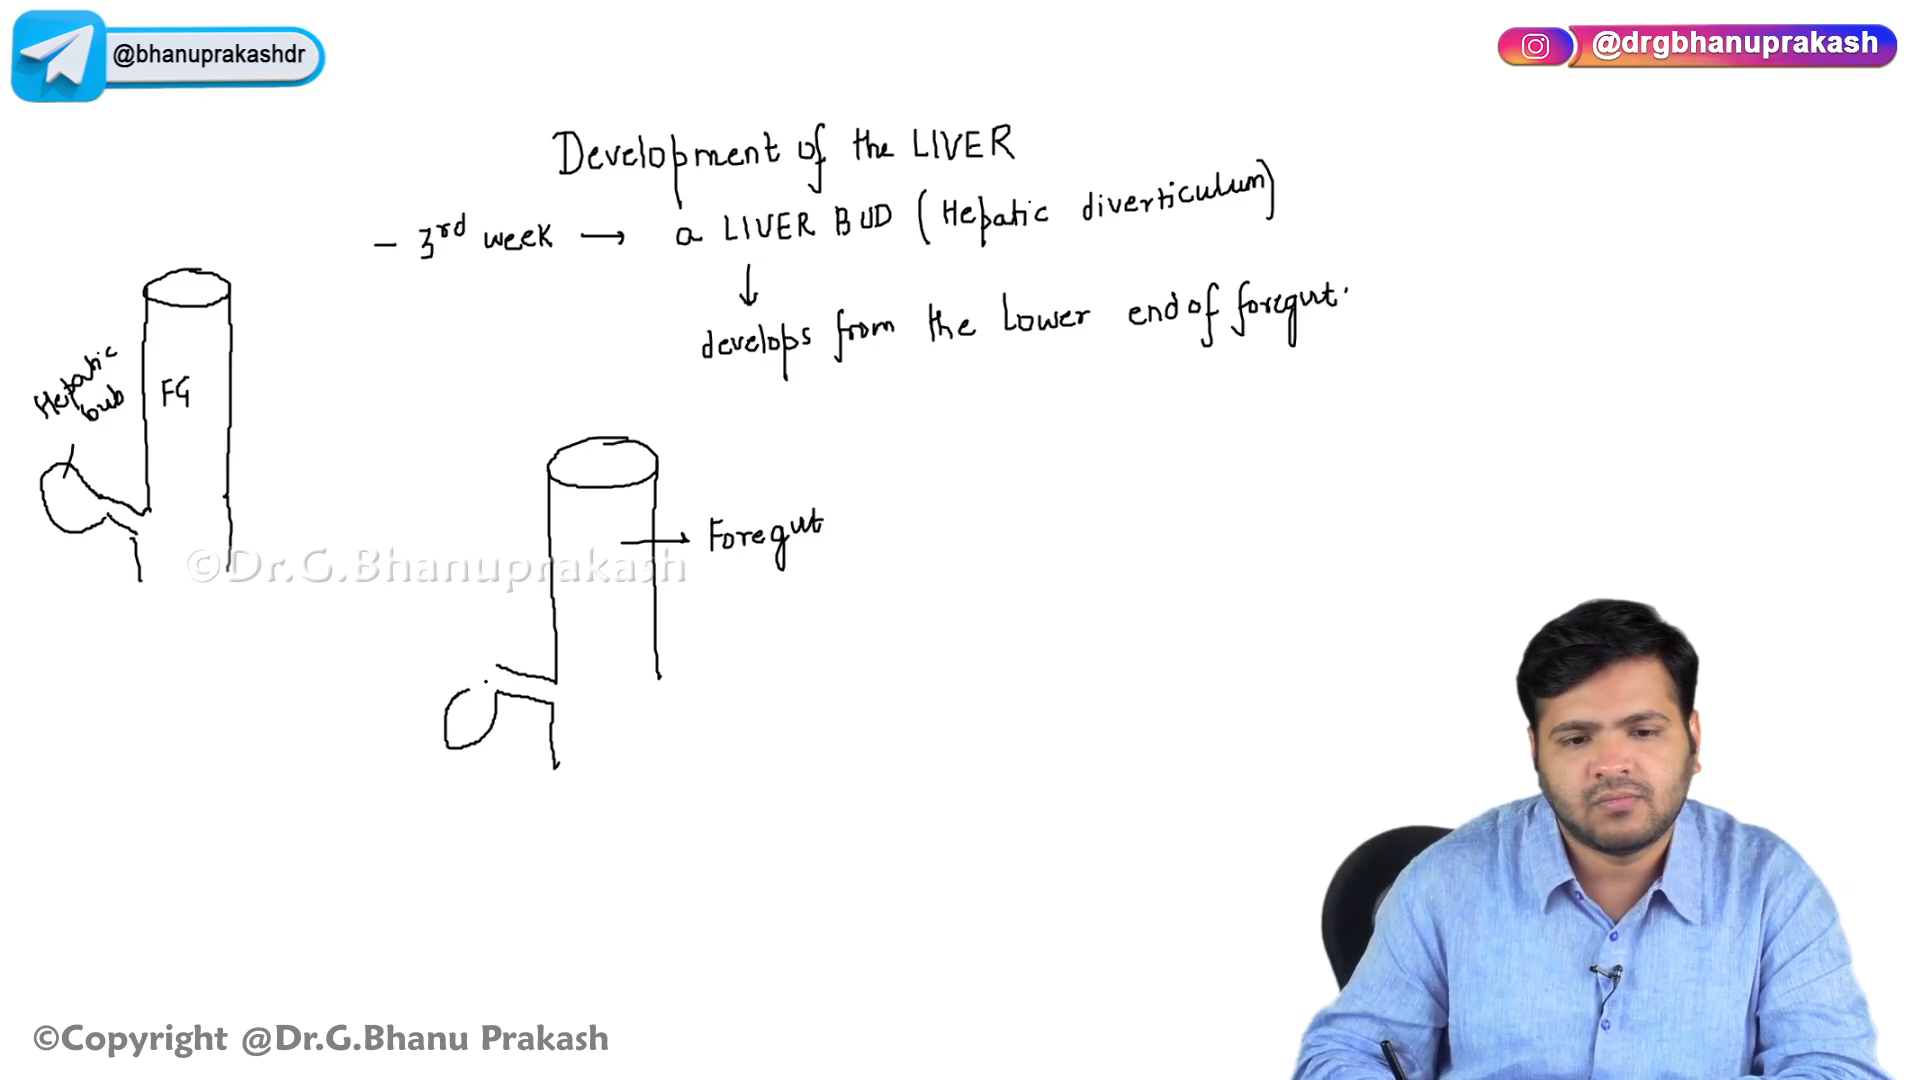 @bhanuprakashdr
@drgbhanuprakash
Development of the LIVER
- 3rd week → a LIVER BUD (Hepatic diverticulum)
↓
develops from the Lower end of foregut.
Hepatic
bub
FG
→ Foregut
©Dr.G.Bhanuprakash
©Copyright @Dr.G.Bhanu Prakash